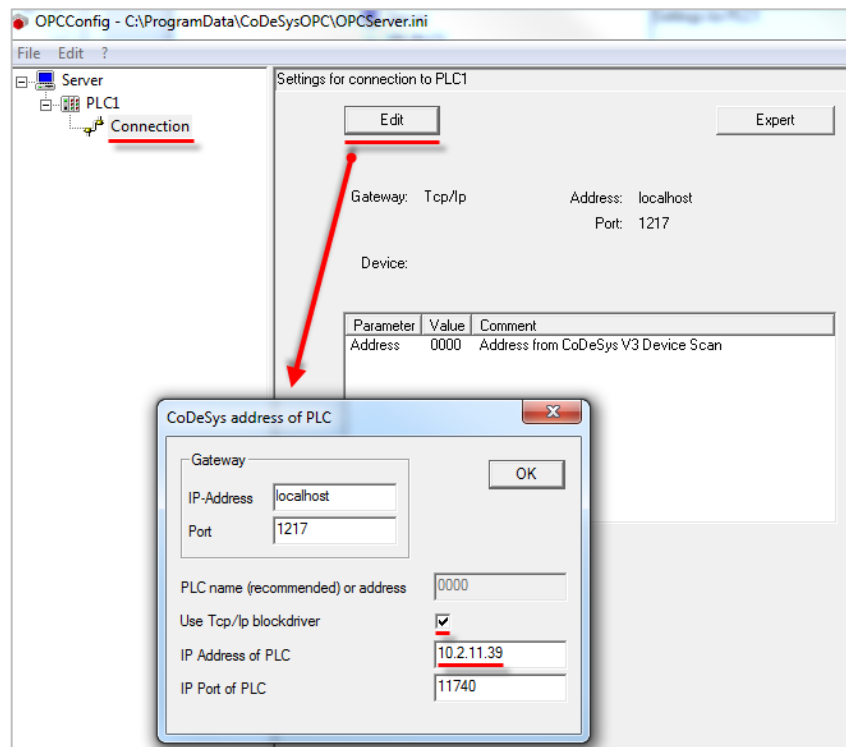 OPCConfig - C:\ProgramData\CoDeSysOPC\OPCServer.ini
File Edit ?
Server
PLC1
Connection
Settings for connection to PLC1
Edit
Expert
Gateway: Tcp/Ip
Address: localhost
Port: 1217
Device:
Parameter Value Comment
Address 0000 Address from CoDeSys V3 Device Scan
CoDeSys address of PLC
Gateway
OK
IP-Address localhost
Port 1217
PLC name (recommended) or address 0000
Use Tcp/Ip blockdriver
IP Address of PLC 10.2.11.39
IP Port of PLC 11740